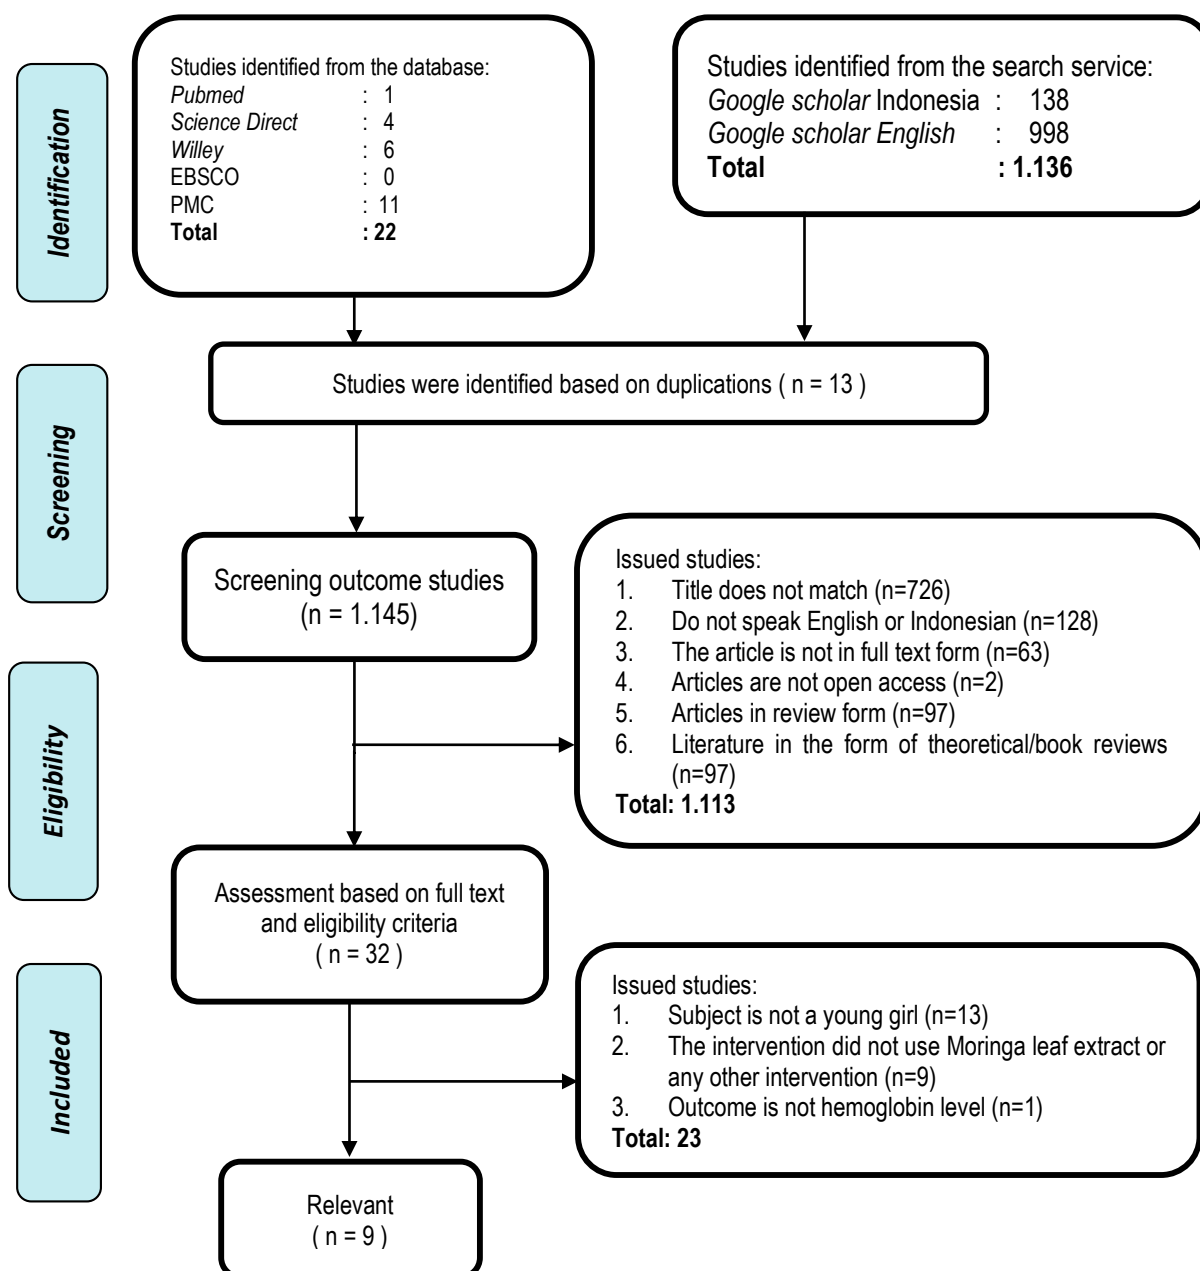 Identification
Studies identified from the database:
Pubmed : 1
Science Direct : 4
Willey : 6
EBSCO : 0
PMC : 11
Total : 22
Studies identified from the search service:
Google scholar Indonesia : 138
Google scholar English : 998
Total : 1.136
Screening
Studies were identified based on duplications ( n = 13 )
Screening outcome studies
(n = 1.145)
Issued studies:
1. Title does not match (n=726)
2. Do not speak English or Indonesian (n=128)
3. The article is not in full text form (n=63)
4. Articles are not open access (n=2)
5. Articles in review form (n=97)
6. Literature in the form of theoretical/book reviews
(n=97)
Total: 1.113
Eligibility
Assessment based on full text
and eligibility criteria
( n = 32 )
Included
Issued studies:
1. Subject is not a young girl (n=13)
2. The intervention did not use Moringa leaf extract or
any other intervention (n=9)
3. Outcome is not hemoglobin level (n=1)
Total: 23
Relevant
( n = 9 )